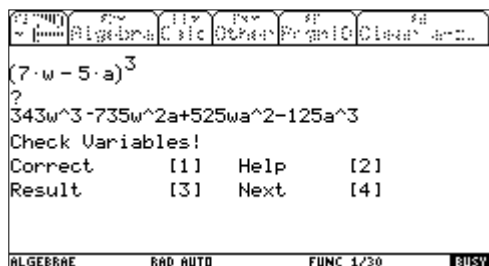 Algebra Calc Other PrgmIO Clean
(7·w − 5·a)^3
?
343w^3-735w^2a+525wa^2-125a^3
Check Variables!
Correct [1] Help [2]
Result [3] Next [4]
ALGEBRAE RAD AUTO FUNC 1/30 BUSY